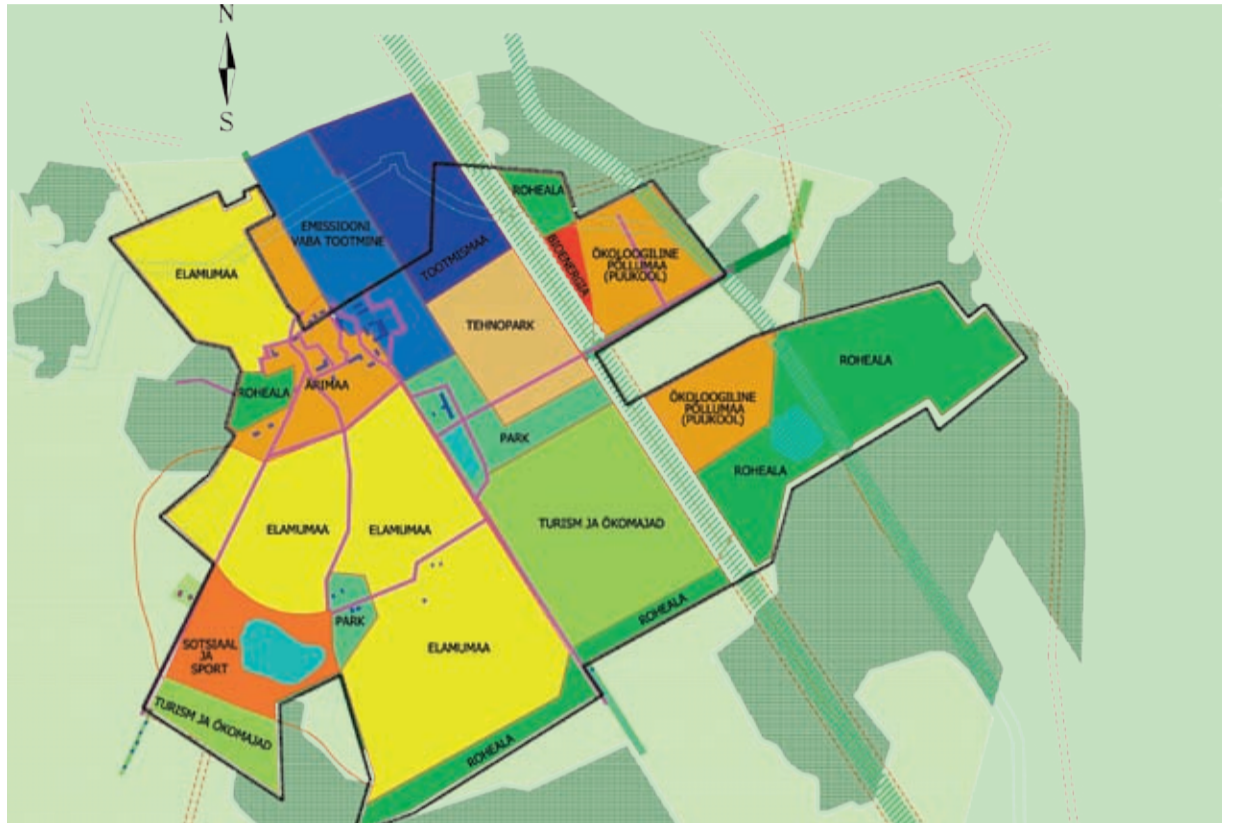 N
S
ROHEALA
EMISSIOONI
VABA TOOTMINE
TOOTMISMAA
BIOENERGIA
ÖKOLOOGILINE
PÕLLUMAA
(PUUKOOL)
ELAMUMAA
TEHNOPARK
ROHEALA
ROHEALA
ÄRIMAA
ÖKOLOOGILINE
PÕLLUMAA
(PUUKOOL)
PARK
ROHEALA
ELAMUMAA
ELAMUMAA
TURISM JA ÖKOMAJAD
ROHEALA
PARK
SOTSIAAL
JA
SPORT
ELAMUMAA
TURISM JA ÖKOMAJAD
ROHEALA